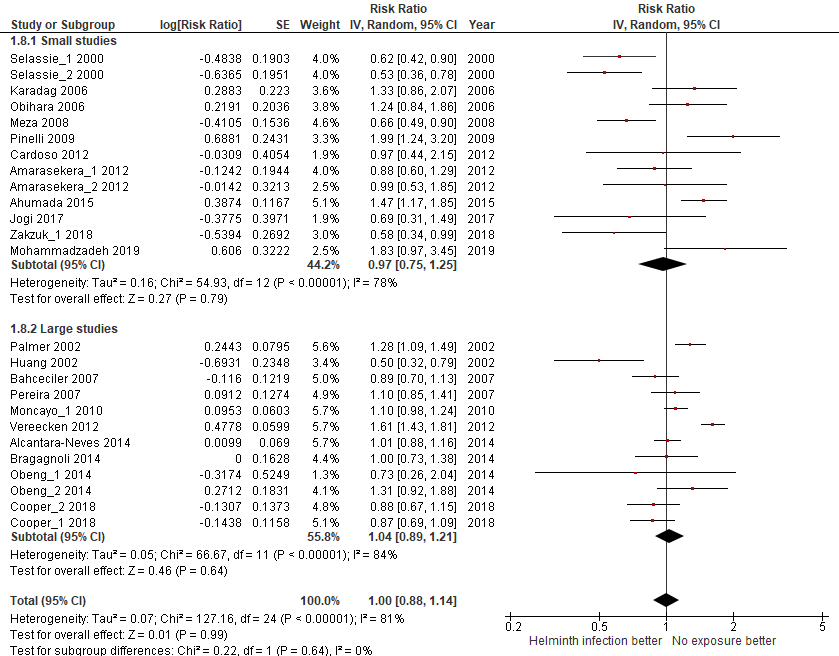 Risk Ratio Risk Ratio
Study or Subgroup log[Risk Ratio] SE Weight IV, Random, 95% CI Year IV, Random, 95% CI
1.8.1 Small studies
Selassie_1 2000 -0.4838 0.1903 4.0% 0.62 [0.42, 0.90] 2000
Selassie_2 2000 -0.6365 0.1951 4.0% 0.53 [0.36, 0.78] 2000
Karadag 2006 0.2883 0.223 3.6% 1.33 [0.86, 2.07] 2006
Obihara 2006 0.2191 0.2036 3.8% 1.24 [0.84, 1.86] 2006
Meza 2008 -0.4105 0.1536 4.6% 0.66 [0.49, 0.90] 2008
Pinelli 2009 0.6881 0.2431 3.3% 1.99 [1.24, 3.20] 2009
Cardoso 2012 -0.0309 0.4054 1.8% 0.97 [0.44, 2.15] 2012
Amarasekera_1 2012 -0.1242 0.1944 4.0% 0.88 [0.60, 1.29] 2012
Amarasekera_2 2012 -0.0142 0.3213 2.5% 0.99 [0.53, 1.85] 2012
Ahumada 2015 0.3874 0.1167 5.1% 1.47 [1.17, 1.85] 2015
Jogi 2017 -0.3775 0.3971 1.9% 0.69 [0.31, 1.49] 2017
Zakzuk_1 2018 -0.5394 0.2692 3.0% 0.58 [0.34, 0.99] 2018
Mohammadzadeh 2019 0.606 0.3222 2.5% 1.83 [0.97, 3.45] 2019
Subtotal (95% CI) 44.2% 0.97 [0.75, 1.25]
Heterogeneity: Tau² = 0.16; Chi² = 54.93, df = 12 (P < 0.00001); I² = 78%
Test for overall effect: Z = 0.27 (P = 0.79)
1.8.2 Large studies
Palmer 2002 0.2443 0.0795 5.6% 1.28 [1.09, 1.49] 2002
Huang 2002 -0.6931 0.2348 3.4% 0.50 [0.32, 0.79] 2002
Bahceciler 2007 -0.116 0.1219 5.0% 0.89 [0.70, 1.13] 2007
Pereira 2007 0.0912 0.1274 4.9% 1.10 [0.85, 1.41] 2007
Moncayo_1 2010 0.0953 0.0603 5.7% 1.10 [0.98, 1.24] 2010
Vereecken 2012 0.4778 0.0599 5.7% 1.61 [1.43, 1.81] 2012
Alcantara-Neves 2014 0.0099 0.069 5.6% 1.01 [0.88, 1.16] 2014
Bragagnoli 2014 0 0.1628 4.4% 1.00 [0.73, 1.38] 2014
Obeng_1 2014 -0.3174 0.5249 1.3% 0.73 [0.26, 2.04] 2014
Obeng_2 2014 0.2712 0.1831 4.1% 1.31 [0.92, 1.88] 2014
Cooper_2 2018 -0.1307 0.1373 4.8% 0.88 [0.67, 1.15] 2018
Cooper_1 2018 -0.1438 0.1158 5.1% 0.87 [0.69, 1.09] 2018
Subtotal (95% CI) 55.8% 1.04 [0.89, 1.21]
Heterogeneity: Tau² = 0.05; Chi² = 66.67, df = 11 (P < 0.00001); I² = 84%
Test for overall effect: Z = 0.46 (P = 0.64)
Total (95% CI) 100.0% 1.00 [0.88, 1.14]
Heterogeneity: Tau² = 0.07; Chi² = 127.16, df = 24 (P < 0.00001); I² = 81%
Test for overall effect: Z = 0.01 (P = 0.99)
Test for subgroup differences: Chi² = 0.22, df = 1 (P = 0.64), I² = 0%
0.2 0.5 1 2 5
Helminth infection better No exposure better